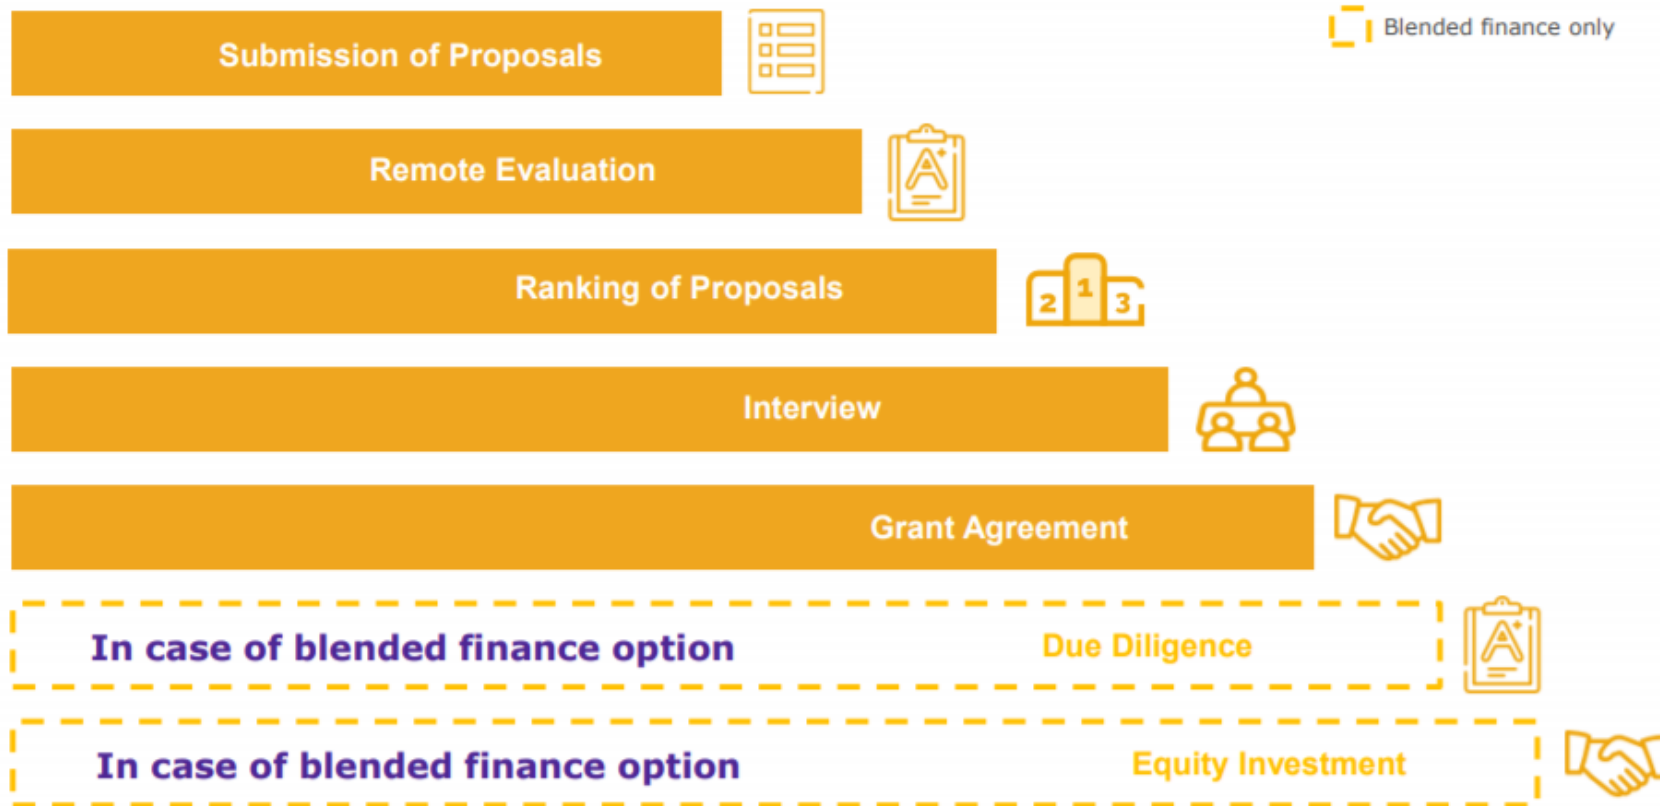 Submission of Proposals
Blended finance only
Remote Evaluation
A+
Ranking of Proposals
2 1 3
Interview
Grant Agreement
In case of blended finance option Due Diligence
A+
In case of blended finance option Equity Investment